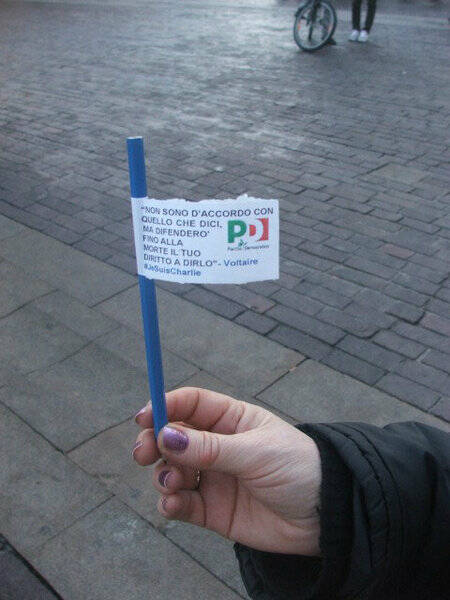 "NON SONO D'ACCORDO CON
QUELLO CHE DICI,
MA DIFENDERO'
FINO ALLA
MORTE IL TUO
DIRITTO A DIRLO"- Voltaire
#JeSuisCharlie
PD
Partito Democratico